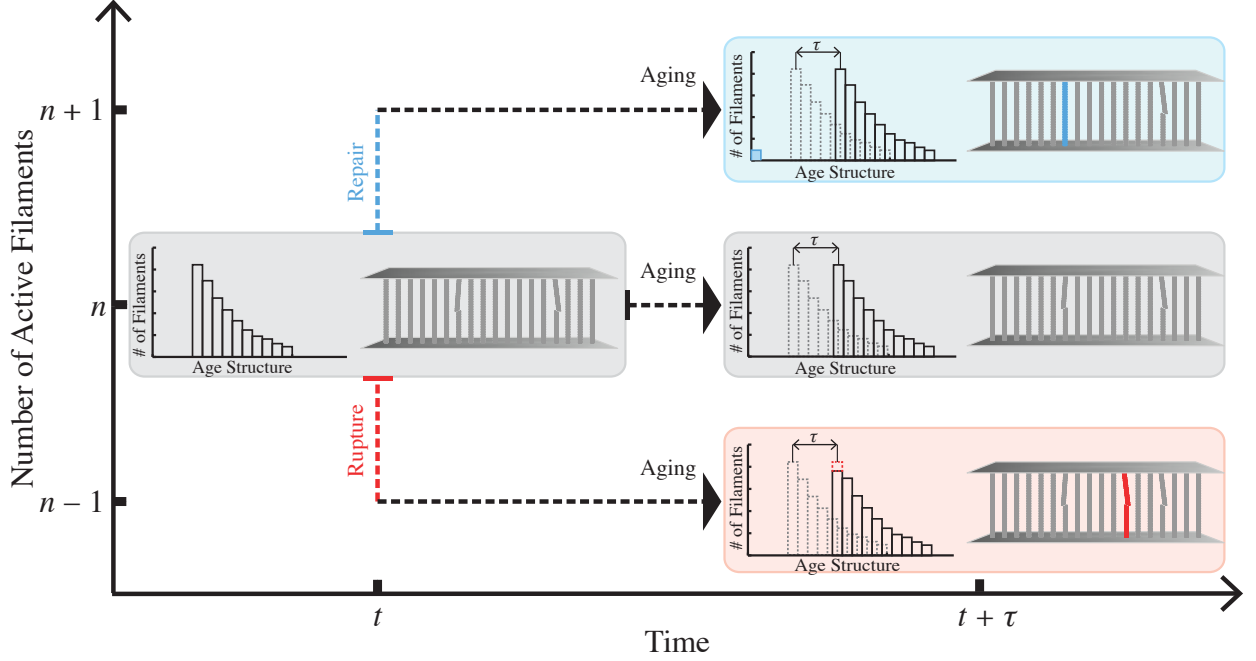 Number of Active Filaments
n + 1
n
n − 1
Repair
Rupture
Aging
Aging
Aging
# of Filaments
Age Structure
τ
# of Filaments
Age Structure
τ
# of Filaments
Age Structure
τ
# of Filaments
Age Structure
t
t + τ
Time